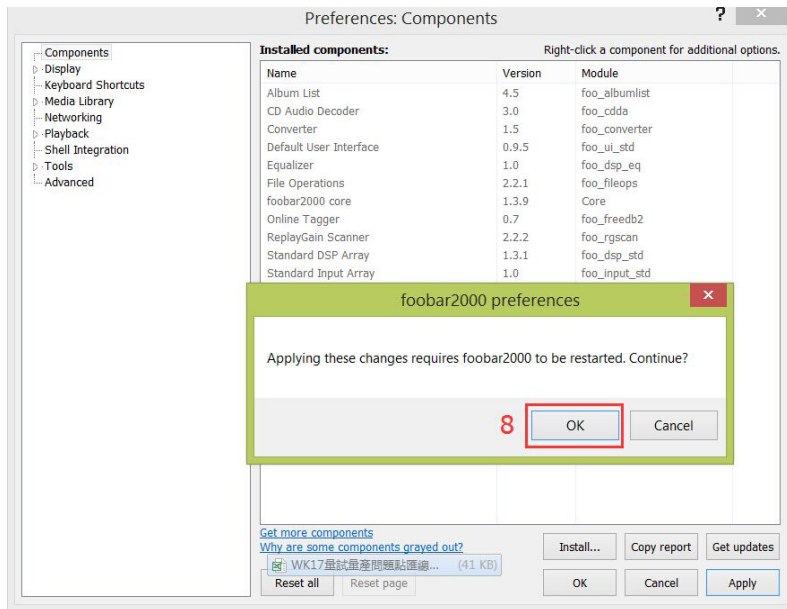 Preferences: Components
? ×
Components
Display
Keyboard Shortcuts
Media Library
Networking
Playback
Shell Integration
Tools
Advanced
Installed components:
Right-click a component for additional options.
Name Version Module
Album List 4.5 foo_albumlist
CD Audio Decoder 3.0 foo_cdda
Converter 1.5 foo_converter
Default User Interface 0.9.5 foo_ui_std
Equalizer 1.0 foo_dsp_eq
File Operations 2.2.1 foo_fileops
foobar2000 core 1.3.9 Core
Online Tagger 0.7 foo_freedb2
ReplayGain Scanner 2.2.2 foo_rgscan
Standard DSP Array 1.3.1 foo_dsp_std
Standard Input Array 1.0 foo_input_std
foobar2000 preferences
×
Applying these changes requires foobar2000 to be restarted. Continue?
8 OK Cancel
Get more components
Why are some components grayed out?
WK17量試量產問題點匯總... (41 KB)
Install... Copy report Get updates
Reset all Reset page OK Cancel Apply